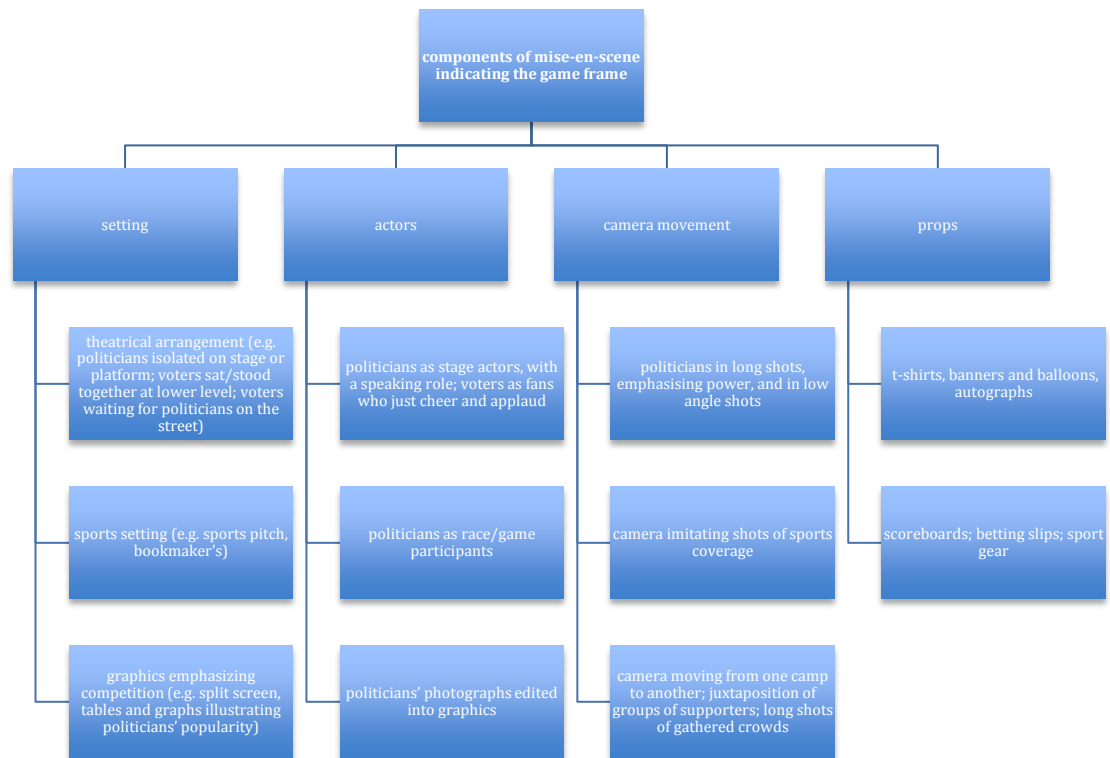 components of mise-en-scene
indicating the game frame
setting
actors
camera movement
props
theatrical arrangement (e.g.
politicians isolated on stage or
platform; voters sat/stood
together at lower level; voters
waiting for politicians on the
street)
politicians as stage actors, with
a speaking role; voters as fans
who just cheer and applaud
politicians in long shots,
emphasising power, and in low
angle shots
t-shirts, banners and balloons,
autographs
sports setting (e.g. sports pitch,
bookmaker’s)
politicians as race/game
participants
camera imitating shots of sports
coverage
scoreboards; betting slips; sport
gear
graphics emphasizing
competition (e.g. split screen,
tables and graphs illustrating
politicians’ popularity)
politicians’ photographs edited
into graphics
camera moving from one camp
to another; juxtaposition of
groups of supporters; long shots
of gathered crowds